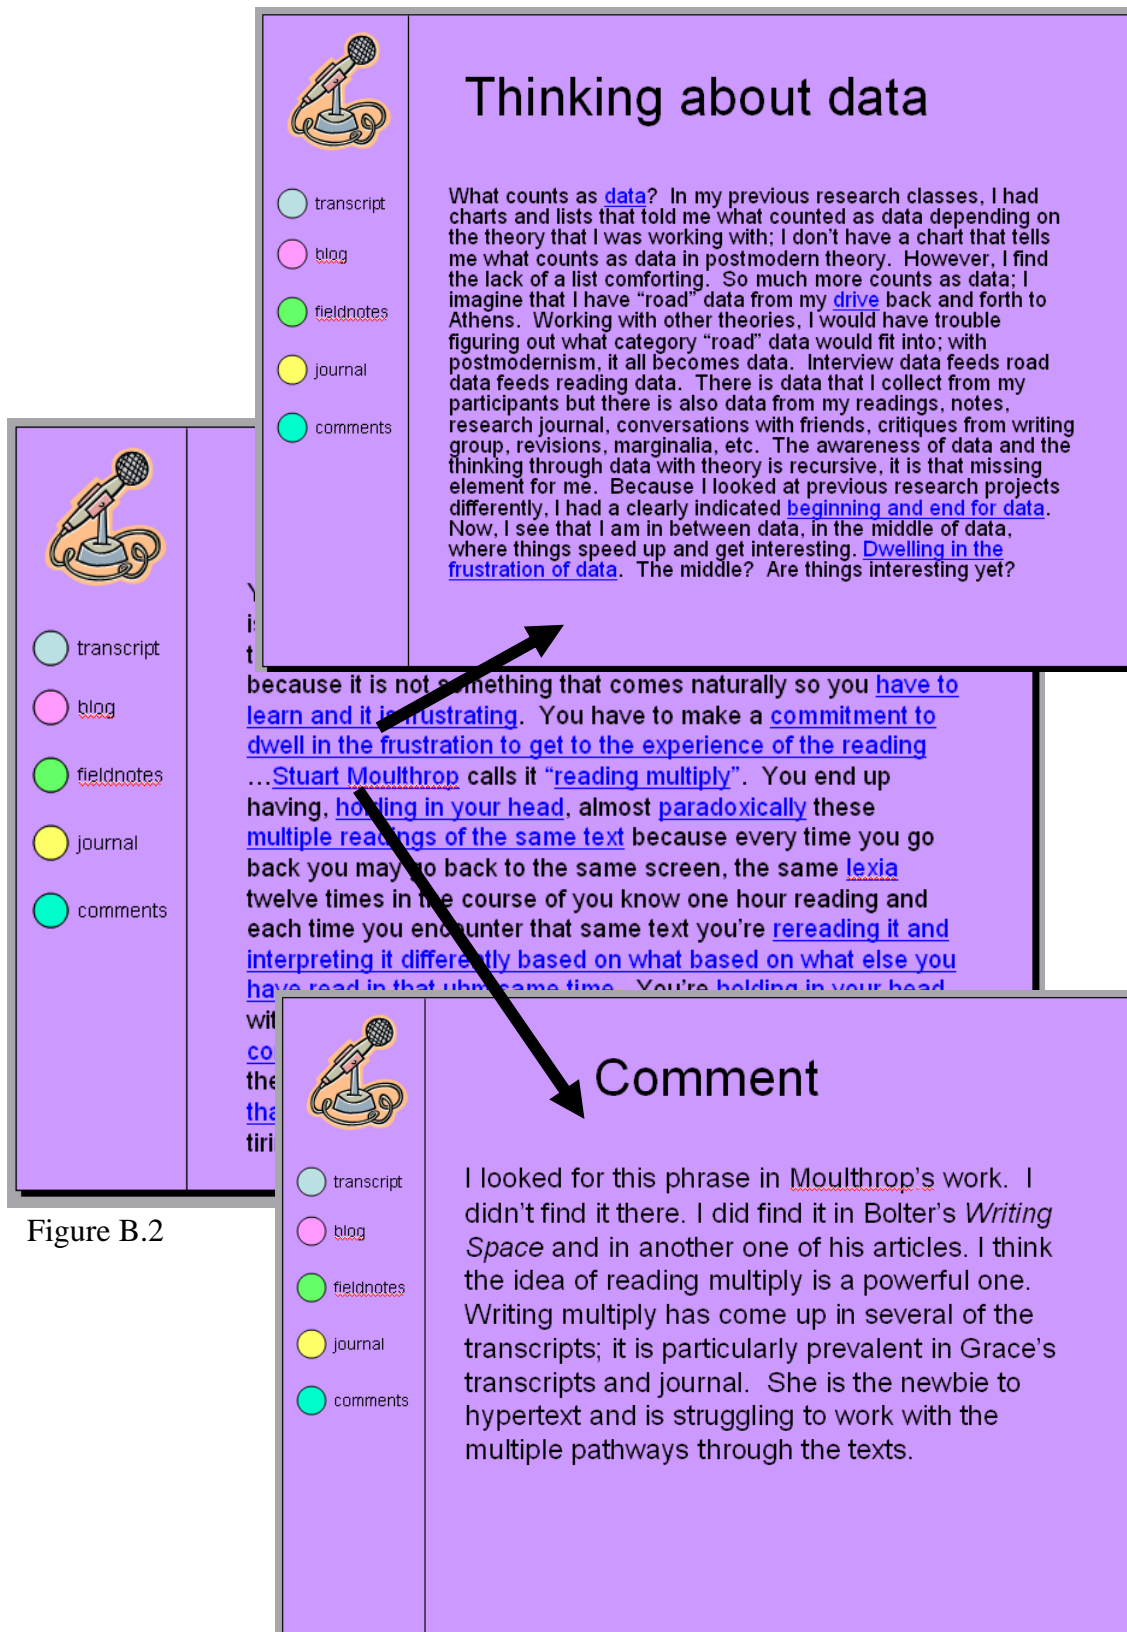 Thinking about data
transcript
blog
fieldnotes
journal
comments
What counts as data? In my previous research classes, I had
charts and lists that told me what counted as data depending on
the theory that I was working with; I don't have a chart that tells
me what counts as data in postmodern theory. However, I find
the lack of a list comforting. So much more counts as data; I
imagine that I have “road” data from my drive back and forth to
Athens. Working with other theories, I would have trouble
figuring out what category “road” data would fit into; with
postmodernism, it all becomes data. Interview data feeds road
data feeds reading data. There is data that I collect from my
participants but there is also data from my readings, notes,
research journal, conversations with friends, critiques from writing
group, revisions, marginalia, etc. The awareness of data and the
thinking through data with theory is recursive, it is that missing
element for me. Because I looked at previous research projects
differently, I had a clearly indicated beginning and end for data.
Now, I see that I am in between data, in the middle of data,
where things speed up and get interesting. Dwelling in the
frustration of data. The middle? Are things interesting yet?
transcript
blog
fieldnotes
journal
comments
because it is not something that comes naturally so you have to
learn and it is frustrating. You have to make a commitment to
dwell in the frustration to get to the experience of the reading
…Stuart Moulthrop calls it “reading multiply”. You end up
having, holding in your head, almost paradoxically these
multiple readings of the same text because every time you go
back you may go back to the same screen, the same lexia
twelve times in the course of you know one hour reading and
each time you encounter that same text you're rereading it and
interpreting it differently based on what based on what else you
have read in that uhm same time. You're holding in your head
Comment
transcript
blog
fieldnotes
journal
comments
I looked for this phrase in Moulthrop's work. I
didn't find it there. I did find it in Bolter's Writing
Space and in another one of his articles. I think
the idea of reading multiply is a powerful one.
Writing multiply has come up in several of the
transcripts; it is particularly prevalent in Grace's
transcripts and journal. She is the newbie to
hypertext and is struggling to work with the
multiple pathways through the texts.
Figure B.2